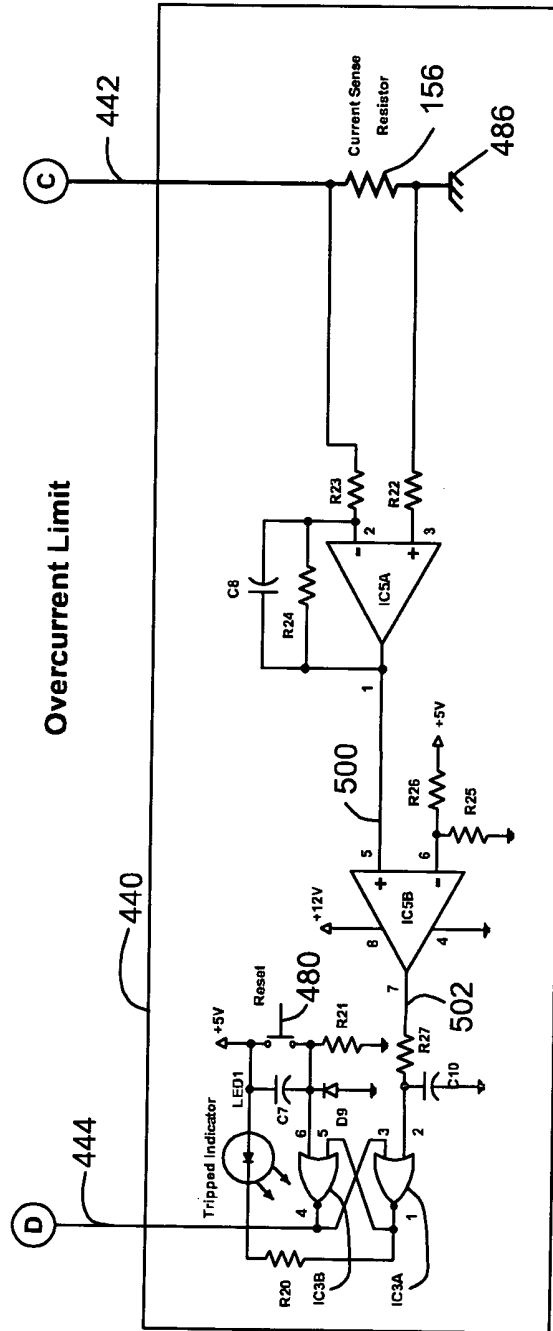 Overcurrent Limit
D
444
440
442
C
Tripped Indicator
LED1
+5V
Reset
480
C7
D9
R21
R20
4
6
5
IC3B
3
2
1
IC3A
R27
C10
502
7
+12V
8
IC5B
4
5
+
6
-
500
R26
+5V
R25
1
C8
R24
IC5A
2
-
3
+
R23
R22
Current Sense
Resistor
156
486